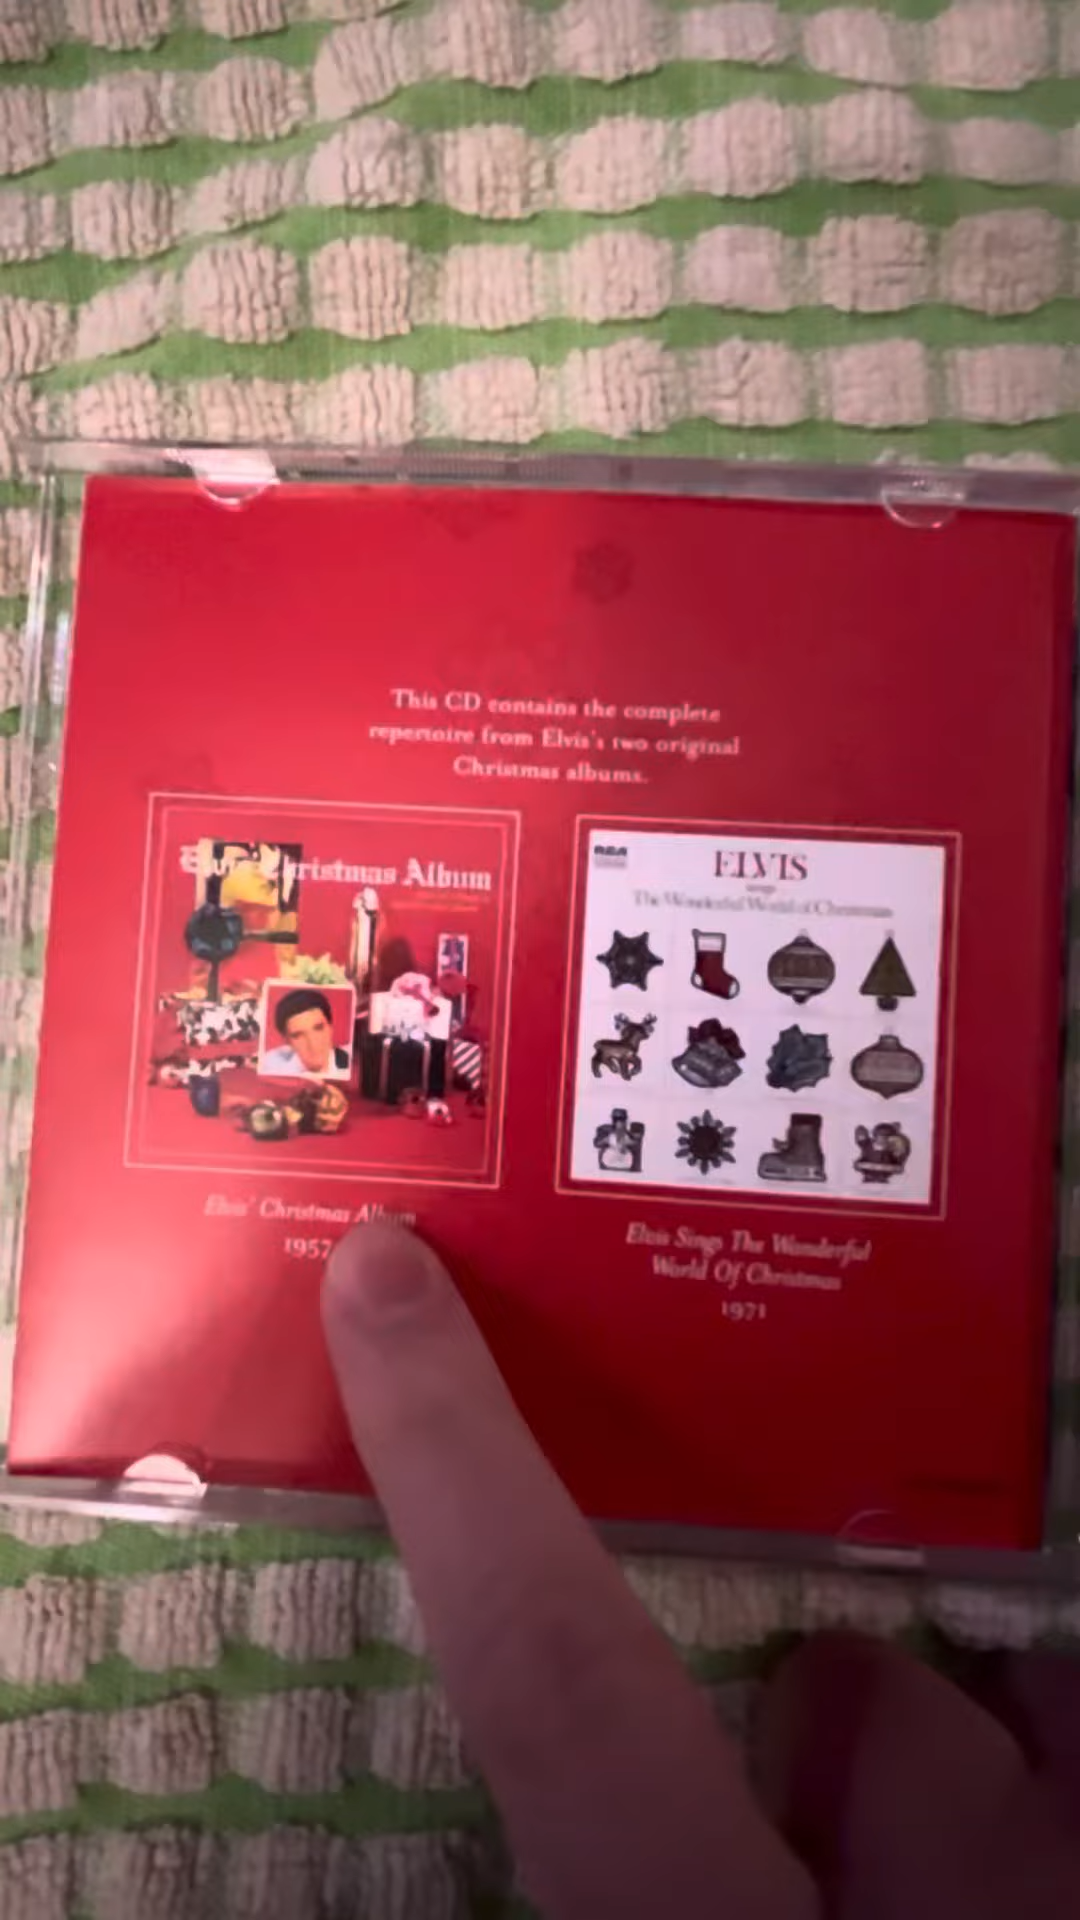 This CD contains the complete
repertoire from Elvis's two original
Christmas albums.
Elvis' Christmas Album
Elvis' Christmas Album
1957
RCA
ELVIS
sings
The Wonderful World of Christmas
Elvis Sings The Wonderful
World Of Christmas
1971